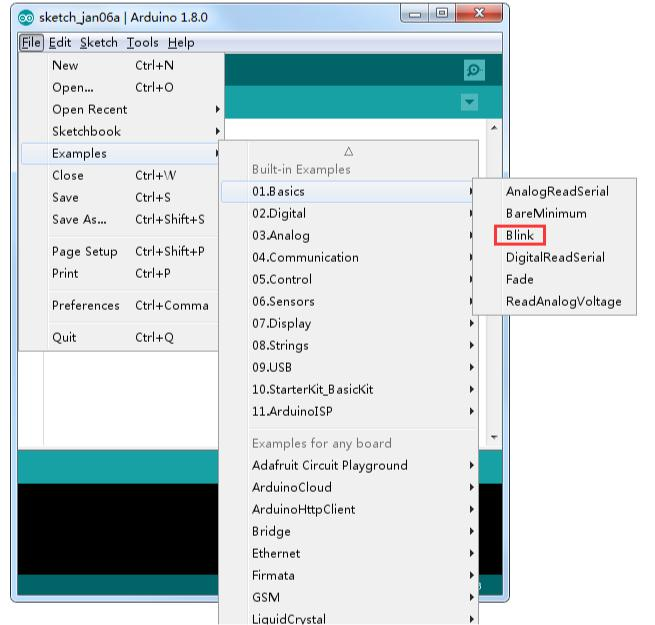 sketch_jan06a | Arduino 1.8.0
File Edit Sketch Tools Help
New Ctrl+N
Open... Ctrl+O
Open Recent
Sketchbook
Examples
Close Ctrl+W
Save Ctrl+S
Save As... Ctrl+Shift+S
Page Setup Ctrl+Shift+P
Print Ctrl+P
Preferences Ctrl+Comma
Quit Ctrl+Q
Built-in Examples
01.Basics
02.Digital
03.Analog
04.Communication
05.Control
06.Sensors
07.Display
08.Strings
09.USB
10.StarterKit_BasicKit
11.ArduinoISP
Examples for any board
Adafruit Circuit Playground
ArduinoCloud
ArduinoHttpClient
Bridge
Ethernet
Firmata
GSM
LiquidCrystal
AnalogReadSerial
BareMinimum
Blink
DigitalReadSerial
Fade
ReadAnalogVoltage